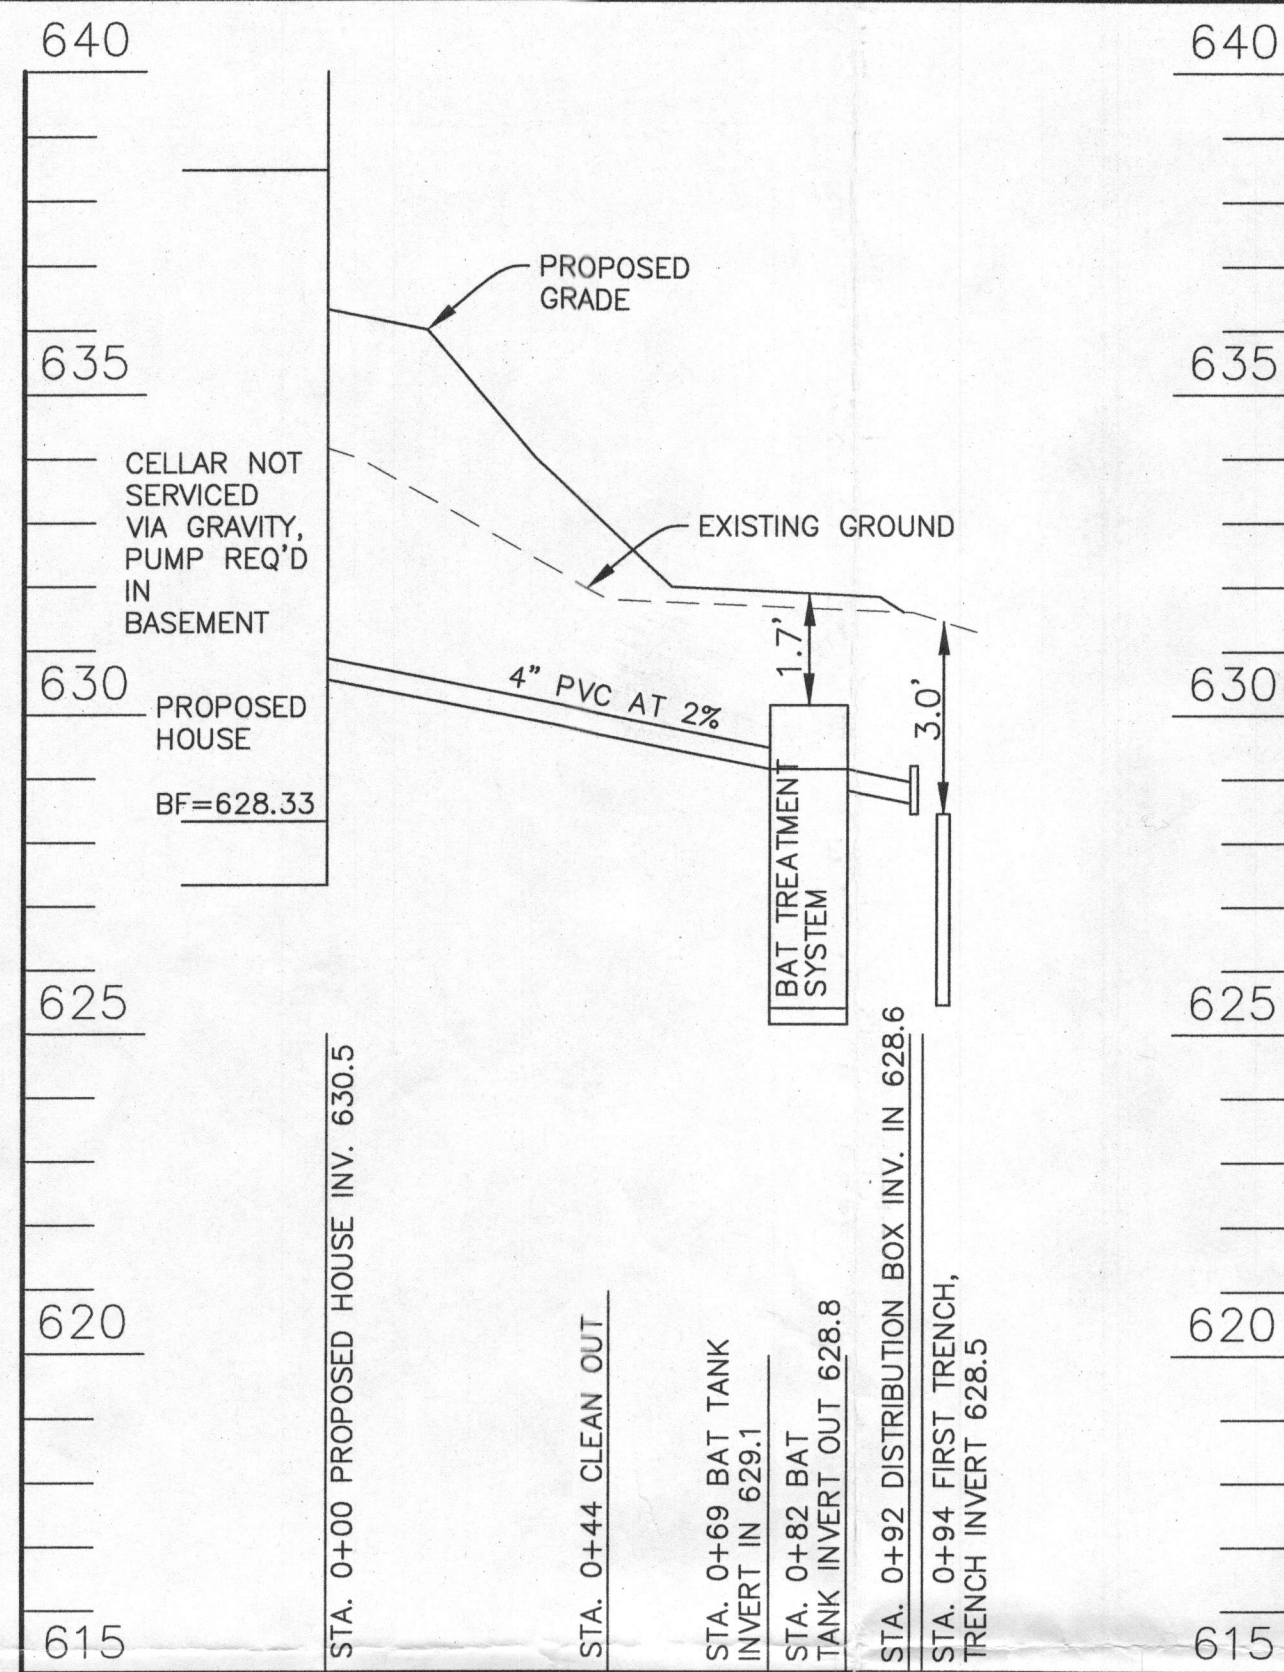 640
640
PROPOSED
GRADE
635
635
CELLAR NOT
SERVICED
VIA GRAVITY,
PUMP REQ'D
IN
BASEMENT
EXISTING GROUND
1.7'
4" PVC AT 2%
630
630
PROPOSED
HOUSE
3.0'
BF=628.33
BAT TREATMENT
SYSTEM
625
625
STA. 0+00 PROPOSED HOUSE INV. 630.5
STA. 0+44 CLEAN OUT
STA. 0+69 BAT TANK
INVERT IN 629.1
STA. 0+82 BAT
TANK INVERT OUT 628.8
STA. 0+92 DISTRIBUTION BOX INV. IN 628.6
STA. 0+94 FIRST TRENCH,
TRENCH INVERT 628.5
620
620
615
615